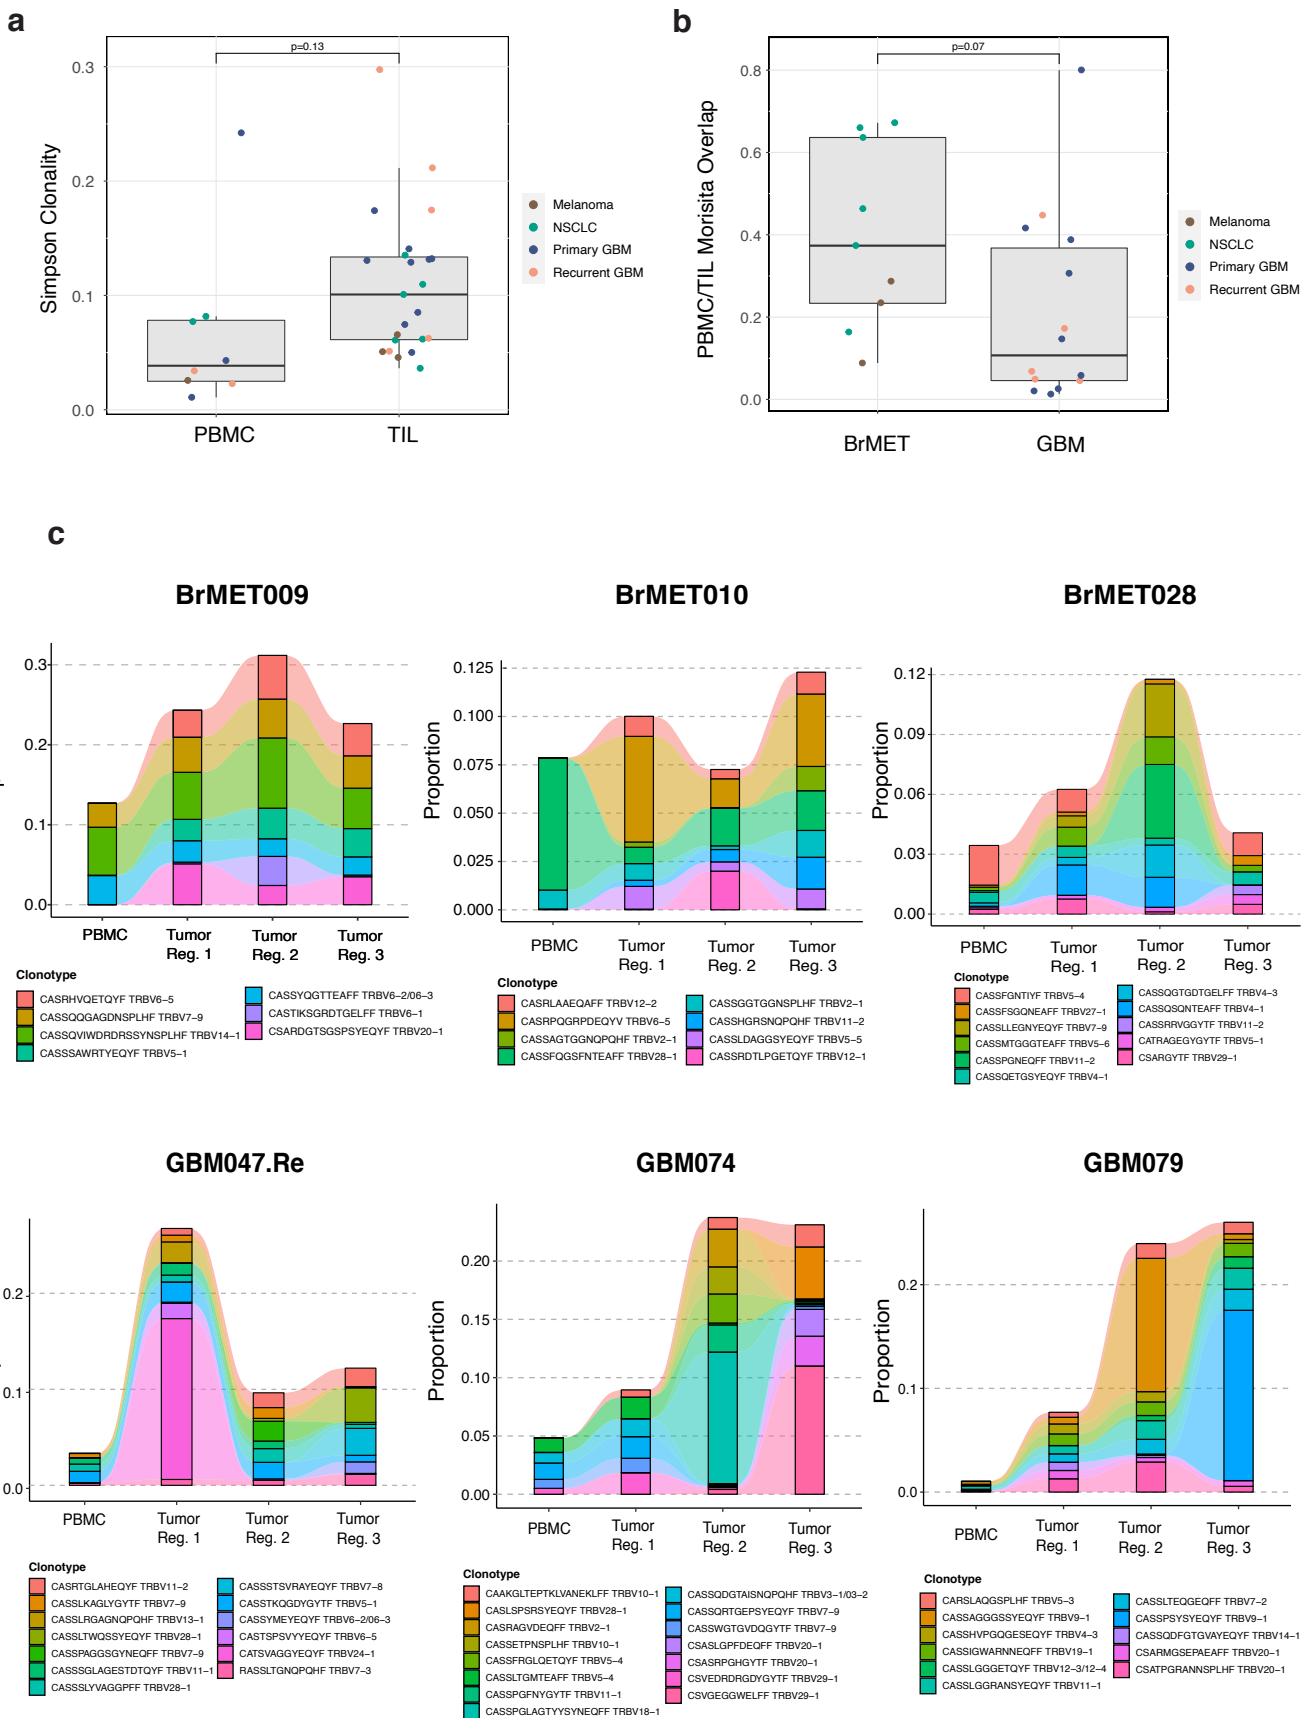 a
p=0.13
0.3
0.2
0.1
0.0
Simpson Clonality
PBMC
TIL
Melanoma
NSCLC
Primary GBM
Recurrent GBM
b
p=0.07
0.8
0.6
0.4
0.2
0.0
PBMC/TIL Morisita Overlap
BrMET
GBM
Melanoma
NSCLC
Primary GBM
Recurrent GBM
c
BrMET009
0.3
0.2
0.1
0.0
PBMC
Tumor Reg. 1
Tumor Reg. 2
Tumor Reg. 3
Clonotype
CASRHVQETQYF TRBV6−5
CASSQQGAGDNSPLHF TRBV7−9
CASSQVIWDRDRSSYNSPLHF TRBV14−1
CASSSAWRTYEQYF TRBV5−1
CASSYQGTTEAFF TRBV6−2/06−3
CASTIKSGRDTGELFF TRBV6−1
CSARDGTSGSPSYEQYF TRBV20−1
BrMET010
Proportion
0.125
0.100
0.075
0.050
0.025
0.000
PBMC
Tumor Reg. 1
Tumor Reg. 2
Tumor Reg. 3
Clonotype
CASRLAAEQAFF TRBV12−2
CASRPQGRPDEQYV TRBV6−5
CASSAGTGGNQPQHF TRBV2−1
CASSFQGSFNTEAFF TRBV28−1
CASSGGTGGNSPLHF TRBV2−1
CASSHGRSNQPQHF TRBV11−2
CASSLDAGGSYEQYF TRBV5−5
CASSRDTLPGETQYF TRBV12−1
BrMET028
Proportion
0.12
0.09
0.06
0.03
0.00
PBMC
Tumor Reg. 1
Tumor Reg. 2
Tumor Reg. 3
Clonotype
CASSFGNTIYF TRBV5−4
CASSFSGQNEAFF TRBV27−1
CASSLLEGNYEQYF TRBV7−9
CASSMTGGGTEAFF TRBV5−6
CASSPGNEQFF TRBV11−2
CASSQETGSYEQYF TRBV4−1
CASSQGTGDTGELFF TRBV4−3
CASSQSQNTEAFF TRBV4−1
CASSRRVGGYTF TRBV11−2
CATRAGEGYGYTF TRBV5−1
CSARGYTF TRBV29−1
GBM047.Re
0.2
0.1
0.0
PBMC
Tumor Reg. 1
Tumor Reg. 2
Tumor Reg. 3
Clonotype
CASRTGLAHEQYF TRBV11−2
CASSLKAGLYGYTF TRBV7−9
CASSLRGAGNQPQHF TRBV13−1
CASSLTWQSSYEQYF TRBV28−1
CASSPAGGSGYNEQFF TRBV7−9
CASSSGLAGESTDTQYF TRBV11−1
CASSSLYVAGGPFF TRBV28−1
CASSSTSVRAYEQYF TRBV7−8
CASSTKQGDYGYTF TRBV5−1
CASSYMEYEQYF TRBV6−2/06−3
CASTSPSVYYEQYF TRBV6−5
CATSVAGGYEQYF TRBV24−1
RASSLTGNQPQHF TRBV7−3
GBM074
Proportion
0.20
0.15
0.10
0.05
0.00
PBMC
Tumor Reg. 1
Tumor Reg. 2
Tumor Reg. 3
Clonotype
CAAKGLTEPTKLVANEKLFF TRBV10−1
CASLSPSRSYEQYF TRBV28−1
CASRAGVDEQFF TRBV2−1
CASSETPNSPLHF TRBV10−1
CASSFRGLQETQYF TRBV5−4
CASSLTGMTEAFF TRBV5−4
CASSPGFNYGYTF TRBV11−1
CASSPGLAGTYYSYNEQFF TRBV18−1
CASSQDGTAISNQPQHF TRBV3−1/03−2
CASSQRTGEPSYEQYF TRBV7−9
CASSWGTGVDQGYTF TRBV7−9
CSASLGPFDEQFF TRBV20−1
CSASRPGHGYTF TRBV20−1
CSVEDRDRGDYGYTF TRBV29−1
CSVGEGGWELFF TRBV29−1
GBM079
Proportion
0.2
0.1
0.0
PBMC
Tumor Reg. 1
Tumor Reg. 2
Tumor Reg. 3
Clonotype
CARSLAQGSPLHF TRBV5−3
CASSAGGGSSYEQYF TRBV9−1
CASSHVPGQGESEQYF TRBV4−3
CASSIGWARNNEQFF TRBV19−1
CASSLGGGETQYF TRBV12−3/12−4
CASSLGGRANSYEQYF TRBV11−1
CASSLTEQGEQFF TRBV7−2
CASSPSYSYEQYF TRBV9−1
CASSQDFGTGVAYEQYF TRBV14−1
CSARMGSEPAEAFF TRBV20−1
CSATPGRANNSPLHF TRBV20−1